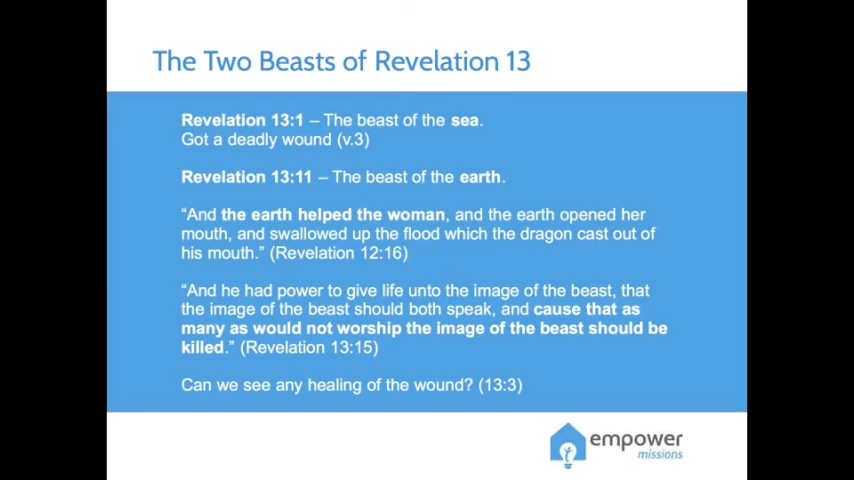 The Two Beasts of Revelation 13
Revelation 13:1 – The beast of the sea.
Got a deadly wound (v.3)
Revelation 13:11 – The beast of the earth.
“And the earth helped the woman, and the earth opened her
mouth, and swallowed up the flood which the dragon cast out of
his mouth.” (Revelation 12:16)
“And he had power to give life unto the image of the beast, that
the image of the beast should both speak, and cause that as
many as would not worship the image of the beast should be
killed.” (Revelation 13:15)
Can we see any healing of the wound? (13:3)
empower
missions